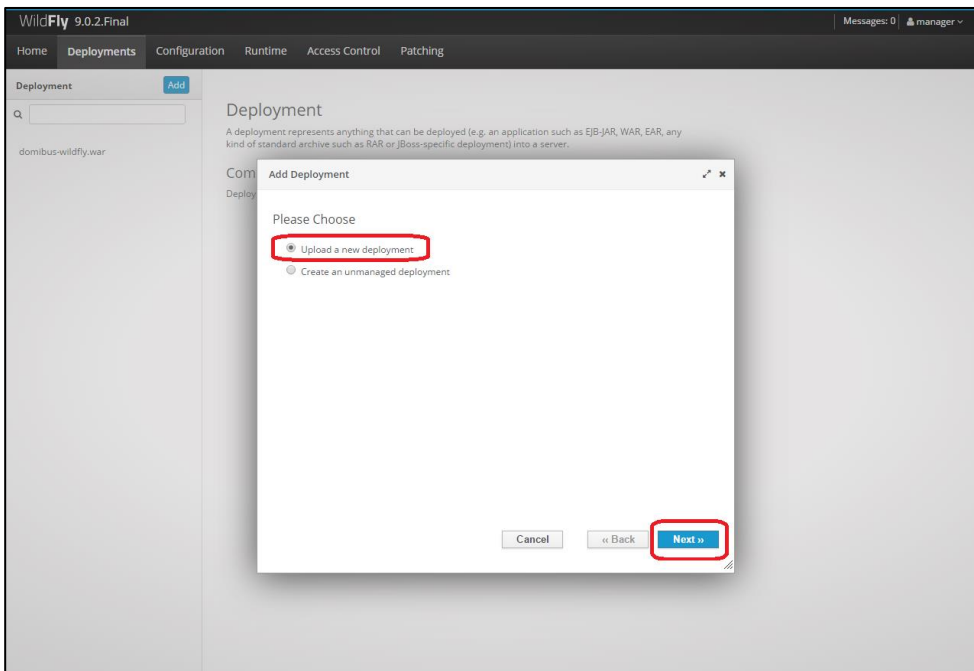 WildFly 9.0.2.Final
Messages: 0 manager
Home Deployments Configuration Runtime Access Control Patching
Deployment Add
Deployment
A deployment represents anything that can be deployed (e.g. an application such as EJB-JAR, WAR, EAR, any
kind of standard archive such as RAR or JBoss-specific deployment) into a server.
domibus-wildfly.war
Com
Deploy
Add Deployment
Please Choose
Upload a new deployment
Create an unmanaged deployment
Cancel ‹‹ Back Next ››